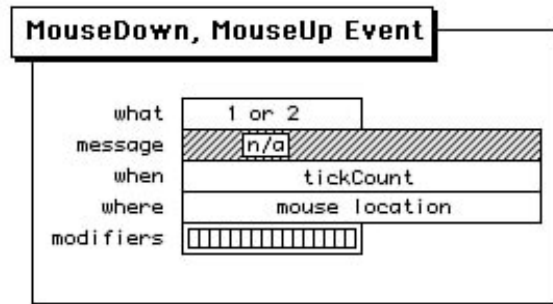 MouseDown, MouseUp Event
what 1 or 2
message n/a
when tickCount
where mouse location
modifiers